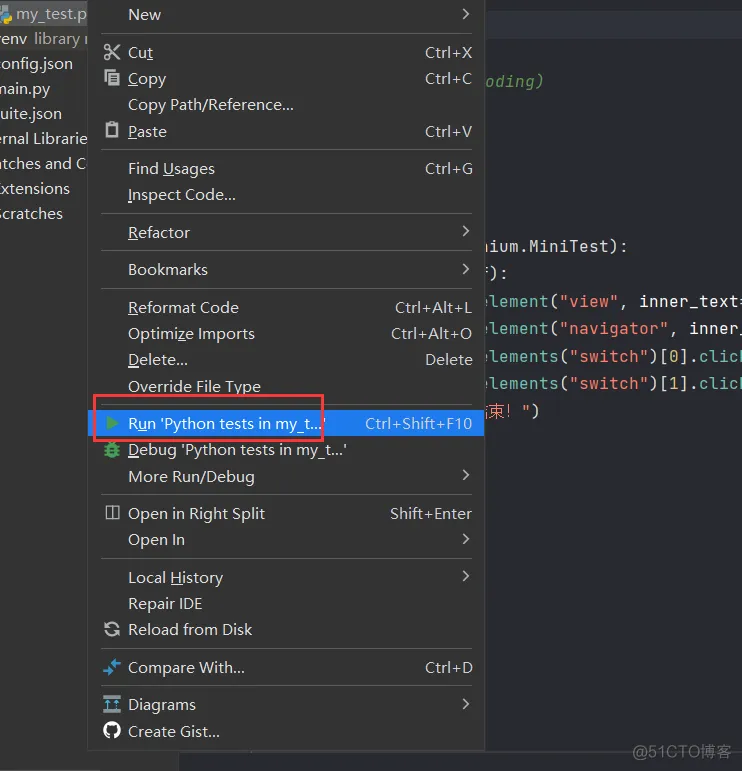 my_test.p
env library r
config.json
main.py
uite.json
ernal Librarie
atches and C
Extensions
Scratches
New
Cut Ctrl+X
Copy Ctrl+C
Copy Path/Reference...
Paste Ctrl+V
Find Usages Ctrl+G
Inspect Code...
Refactor
Bookmarks
Reformat Code Ctrl+Alt+L
Optimize Imports Ctrl+Alt+O
Delete... Delete
Override File Type
Run 'Python tests in my_t...' Ctrl+Shift+F10
Debug 'Python tests in my_t...'
More Run/Debug
Open in Right Split Shift+Enter
Open In
Local History
Repair IDE
Reload from Disk
Compare With... Ctrl+D
Diagrams
Create Gist...
oding)
nium.MiniTest):
f):
element("view", inner_text=
element("navigator", inner_
elements("switch")[0].click
elements("switch")[1].click
结束！")
@51CTO博客